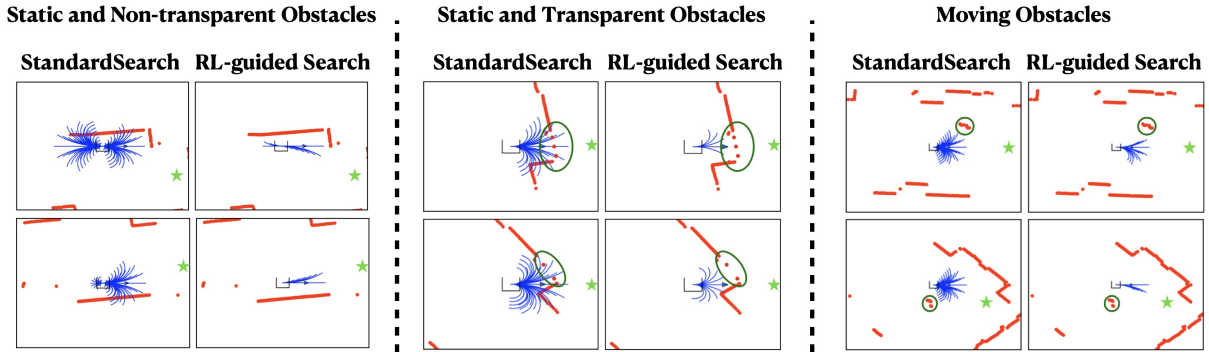 Static and Non-transparent Obstacles
Static and Transparent Obstacles
Moving Obstacles
StandardSearch
RL-guided Search
StandardSearch
RL-guided Search
StandardSearch
RL-guided Search